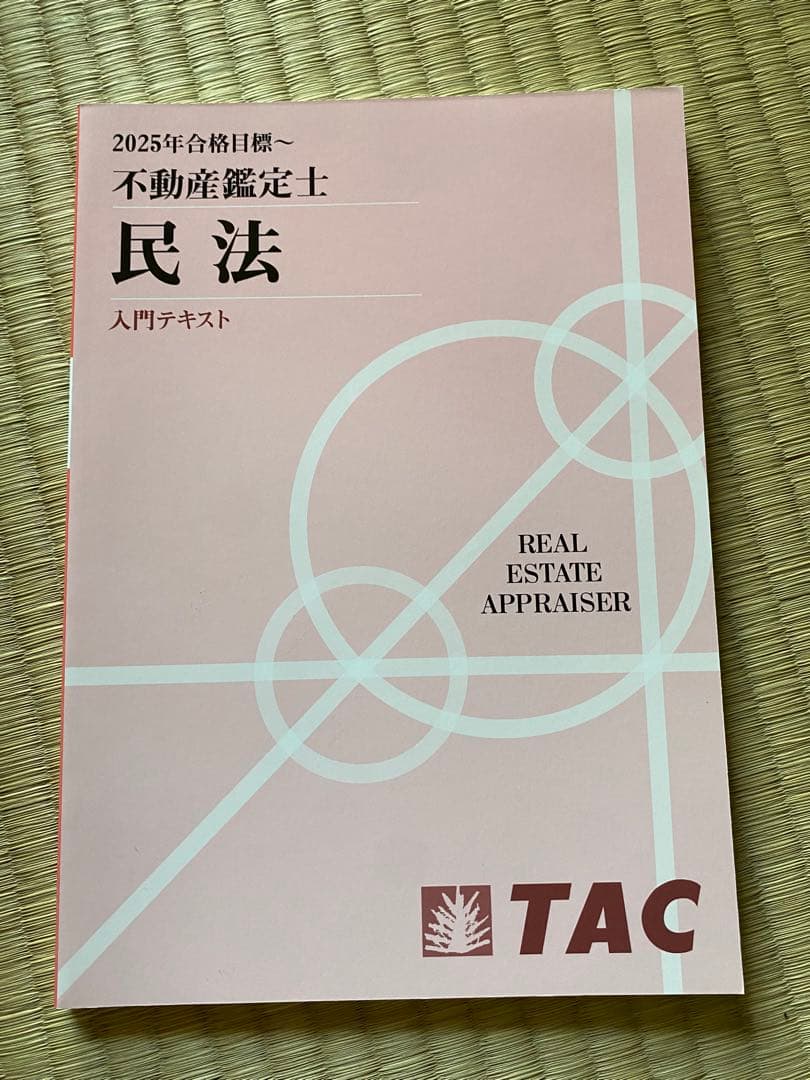 2025年合格目標～
不動産鑑定士
民法
入門テキスト
REAL
ESTATE
APPRAISER
TAC